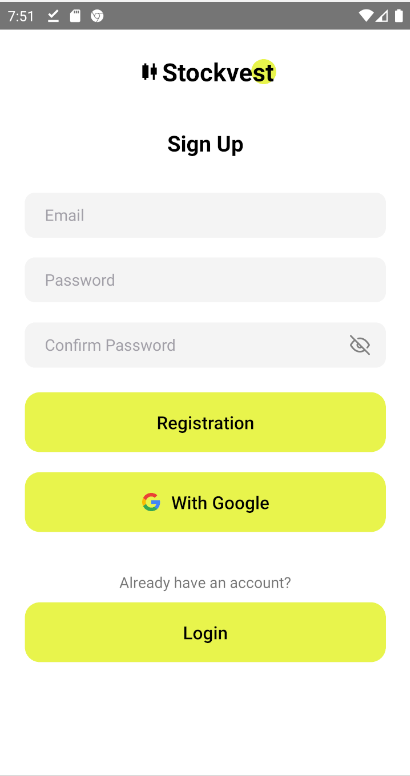 7:51
Stockvest
Sign Up
Email
Password
Confirm Password
Registration
With Google
Already have an account?
Login